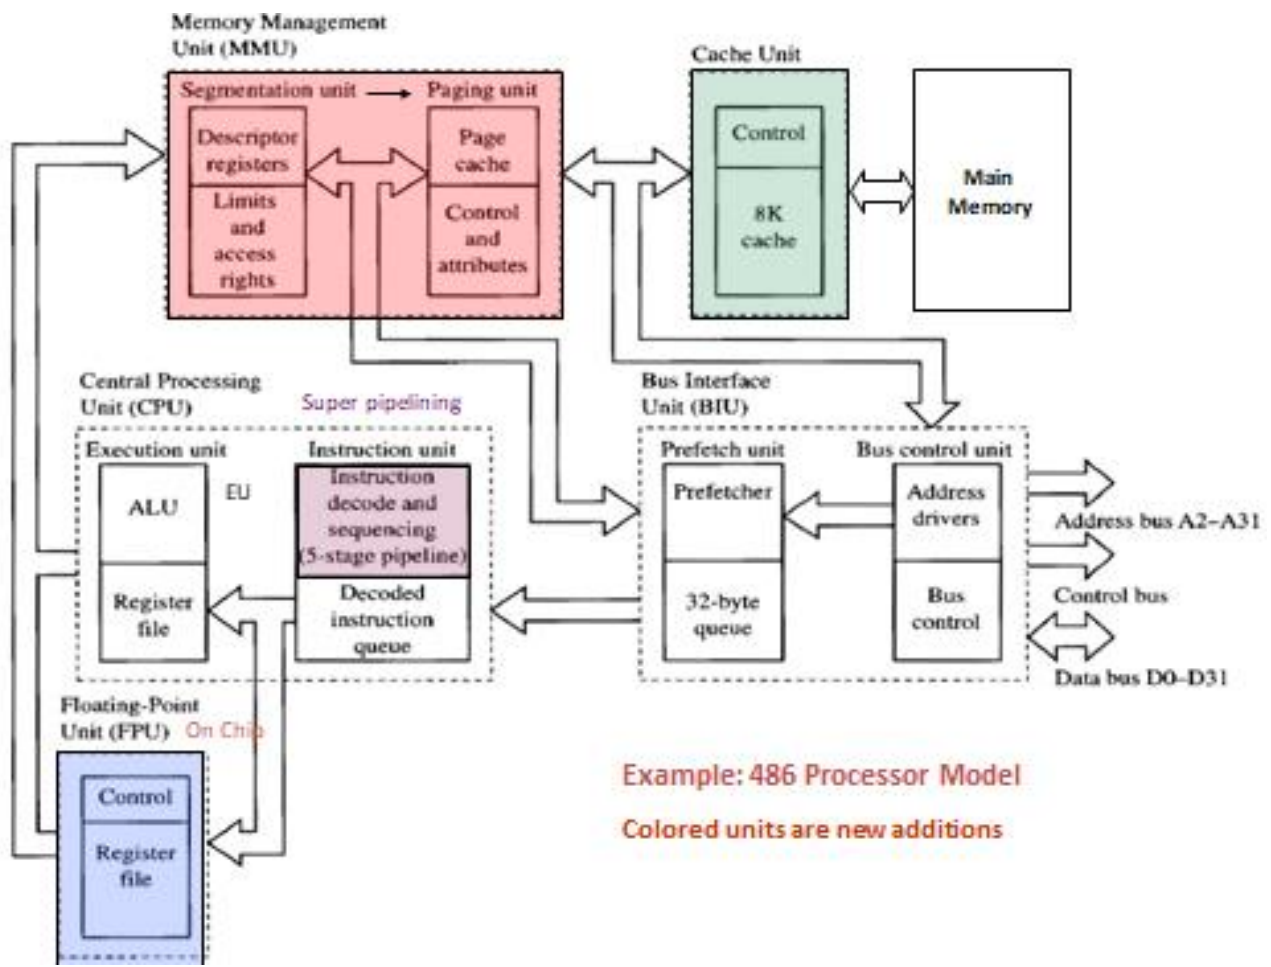 Memory Management
Unit (MMU)
Segmentation unit
Paging unit
Descriptor
registers
Limits
and
access
rights
Page
cache
Control
and
attributes
Cache Unit
Control
8K
cache
Main
Memory
Central Processing
Unit (CPU)
Super pipelining
Execution unit
ALU
EU
Register
file
Instruction unit
Instruction
decode and
sequencing
(5-stage pipeline)
Decoded
instruction
queue
Bus Interface
Unit (BIU)
Prefetch unit
Prefetcher
32-byte
queue
Bus control unit
Address
drivers
Bus
control
Address bus A2–A31
Control bus
Data bus D0–D31
Floating-Point
Unit (FPU)
On Chip
Control
Register
file
Example: 486 Processor Model
Colored units are new additions